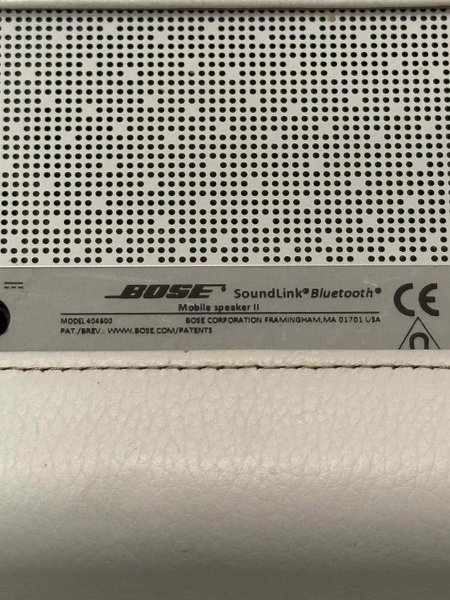 BOSE SoundLink® Bluetooth®
Mobile speaker II
MODEL 404600
BOSE CORPORATION FRAMINGHAM, MA 01701 USA
PAT./BREV.: WWW.BOSE.COM/PATENTS
CE